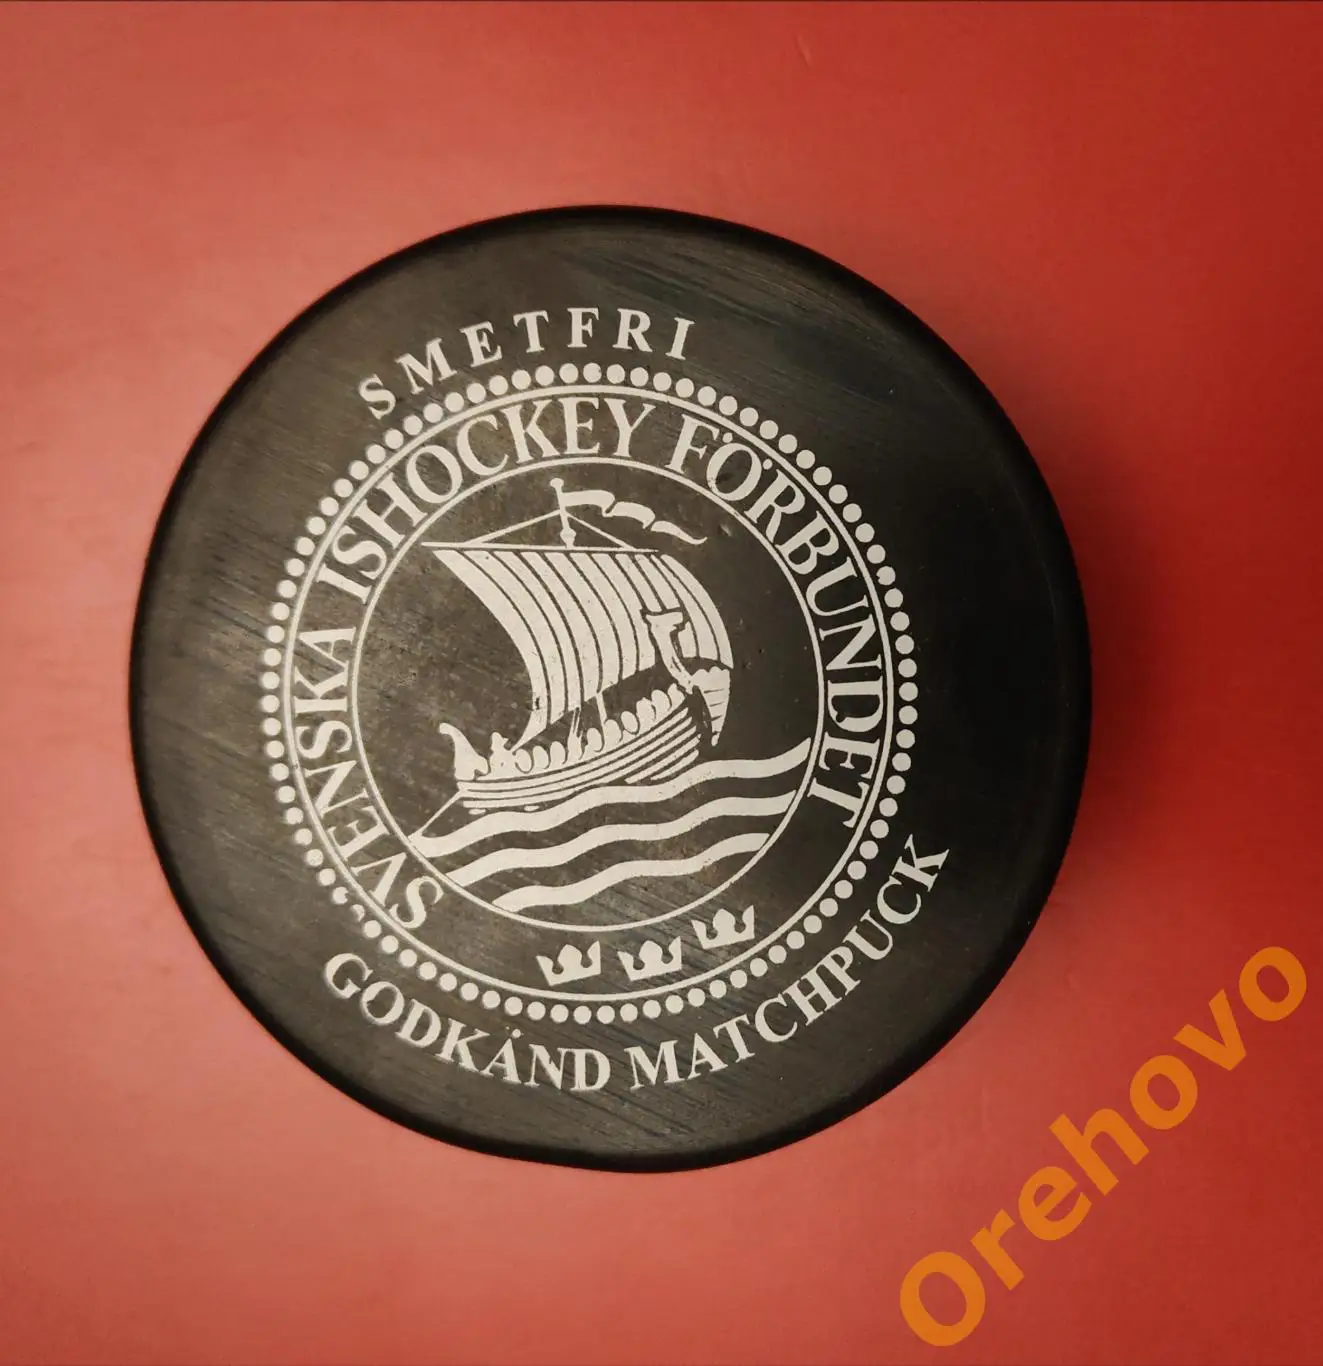 SMETFRI
SVENSKA ISHOCKEY FÖRBUNDET
GODKÄND MATCHPUCK
Orehovo